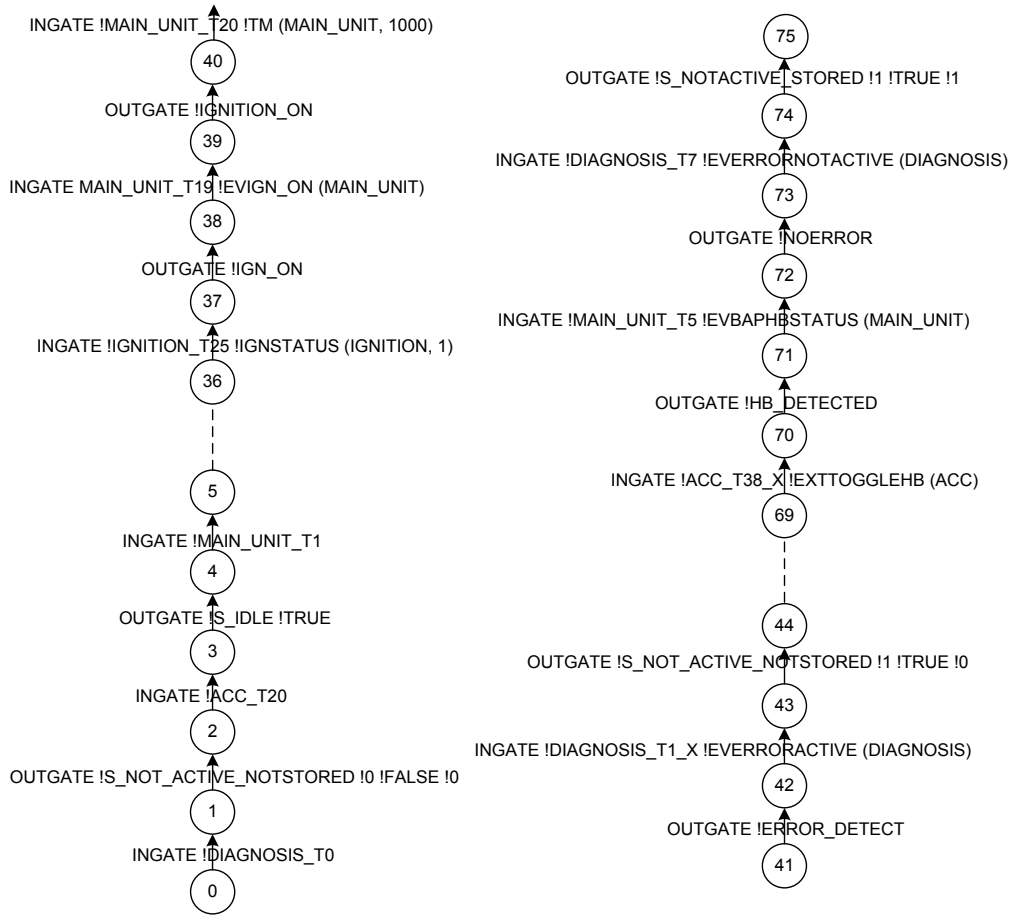 INGATE !MAIN_UNIT_T20 !TM (MAIN_UNIT, 1000)
40
OUTGATE !IGNITION_ON
39
INGATE MAIN_UNIT_T19 !EVIGN_ON (MAIN_UNIT)
38
OUTGATE !IGN_ON
37
INGATE !IGNITION_T25 !IGNSTATUS (IGNITION, 1)
36
5
INGATE !MAIN_UNIT_T1
4
OUTGATE !S_IDLE !TRUE
3
INGATE !ACC_T20
2
OUTGATE !S_NOT_ACTIVE_NOTSTORED !0 !FALSE !0
1
INGATE !DIAGNOSIS_T0
0
75
OUTGATE !S_NOTACTIVE_STORED !1 !TRUE !1
74
INGATE !DIAGNOSIS_T7 !EVERRORNOTACTIVE (DIAGNOSIS)
73
OUTGATE !NOERROR
72
INGATE !MAIN_UNIT_T5 !EVBAPHBSTATUS (MAIN_UNIT)
71
OUTGATE !HB_DETECTED
70
INGATE !ACC_T38_X !EXTTOGGLEHB (ACC)
69
44
OUTGATE !S_NOT_ACTIVE_NOTSTORED !1 !TRUE !0
43
INGATE !DIAGNOSIS_T1_X !EVERRORACTIVE (DIAGNOSIS)
42
OUTGATE !ERROR_DETECT
41